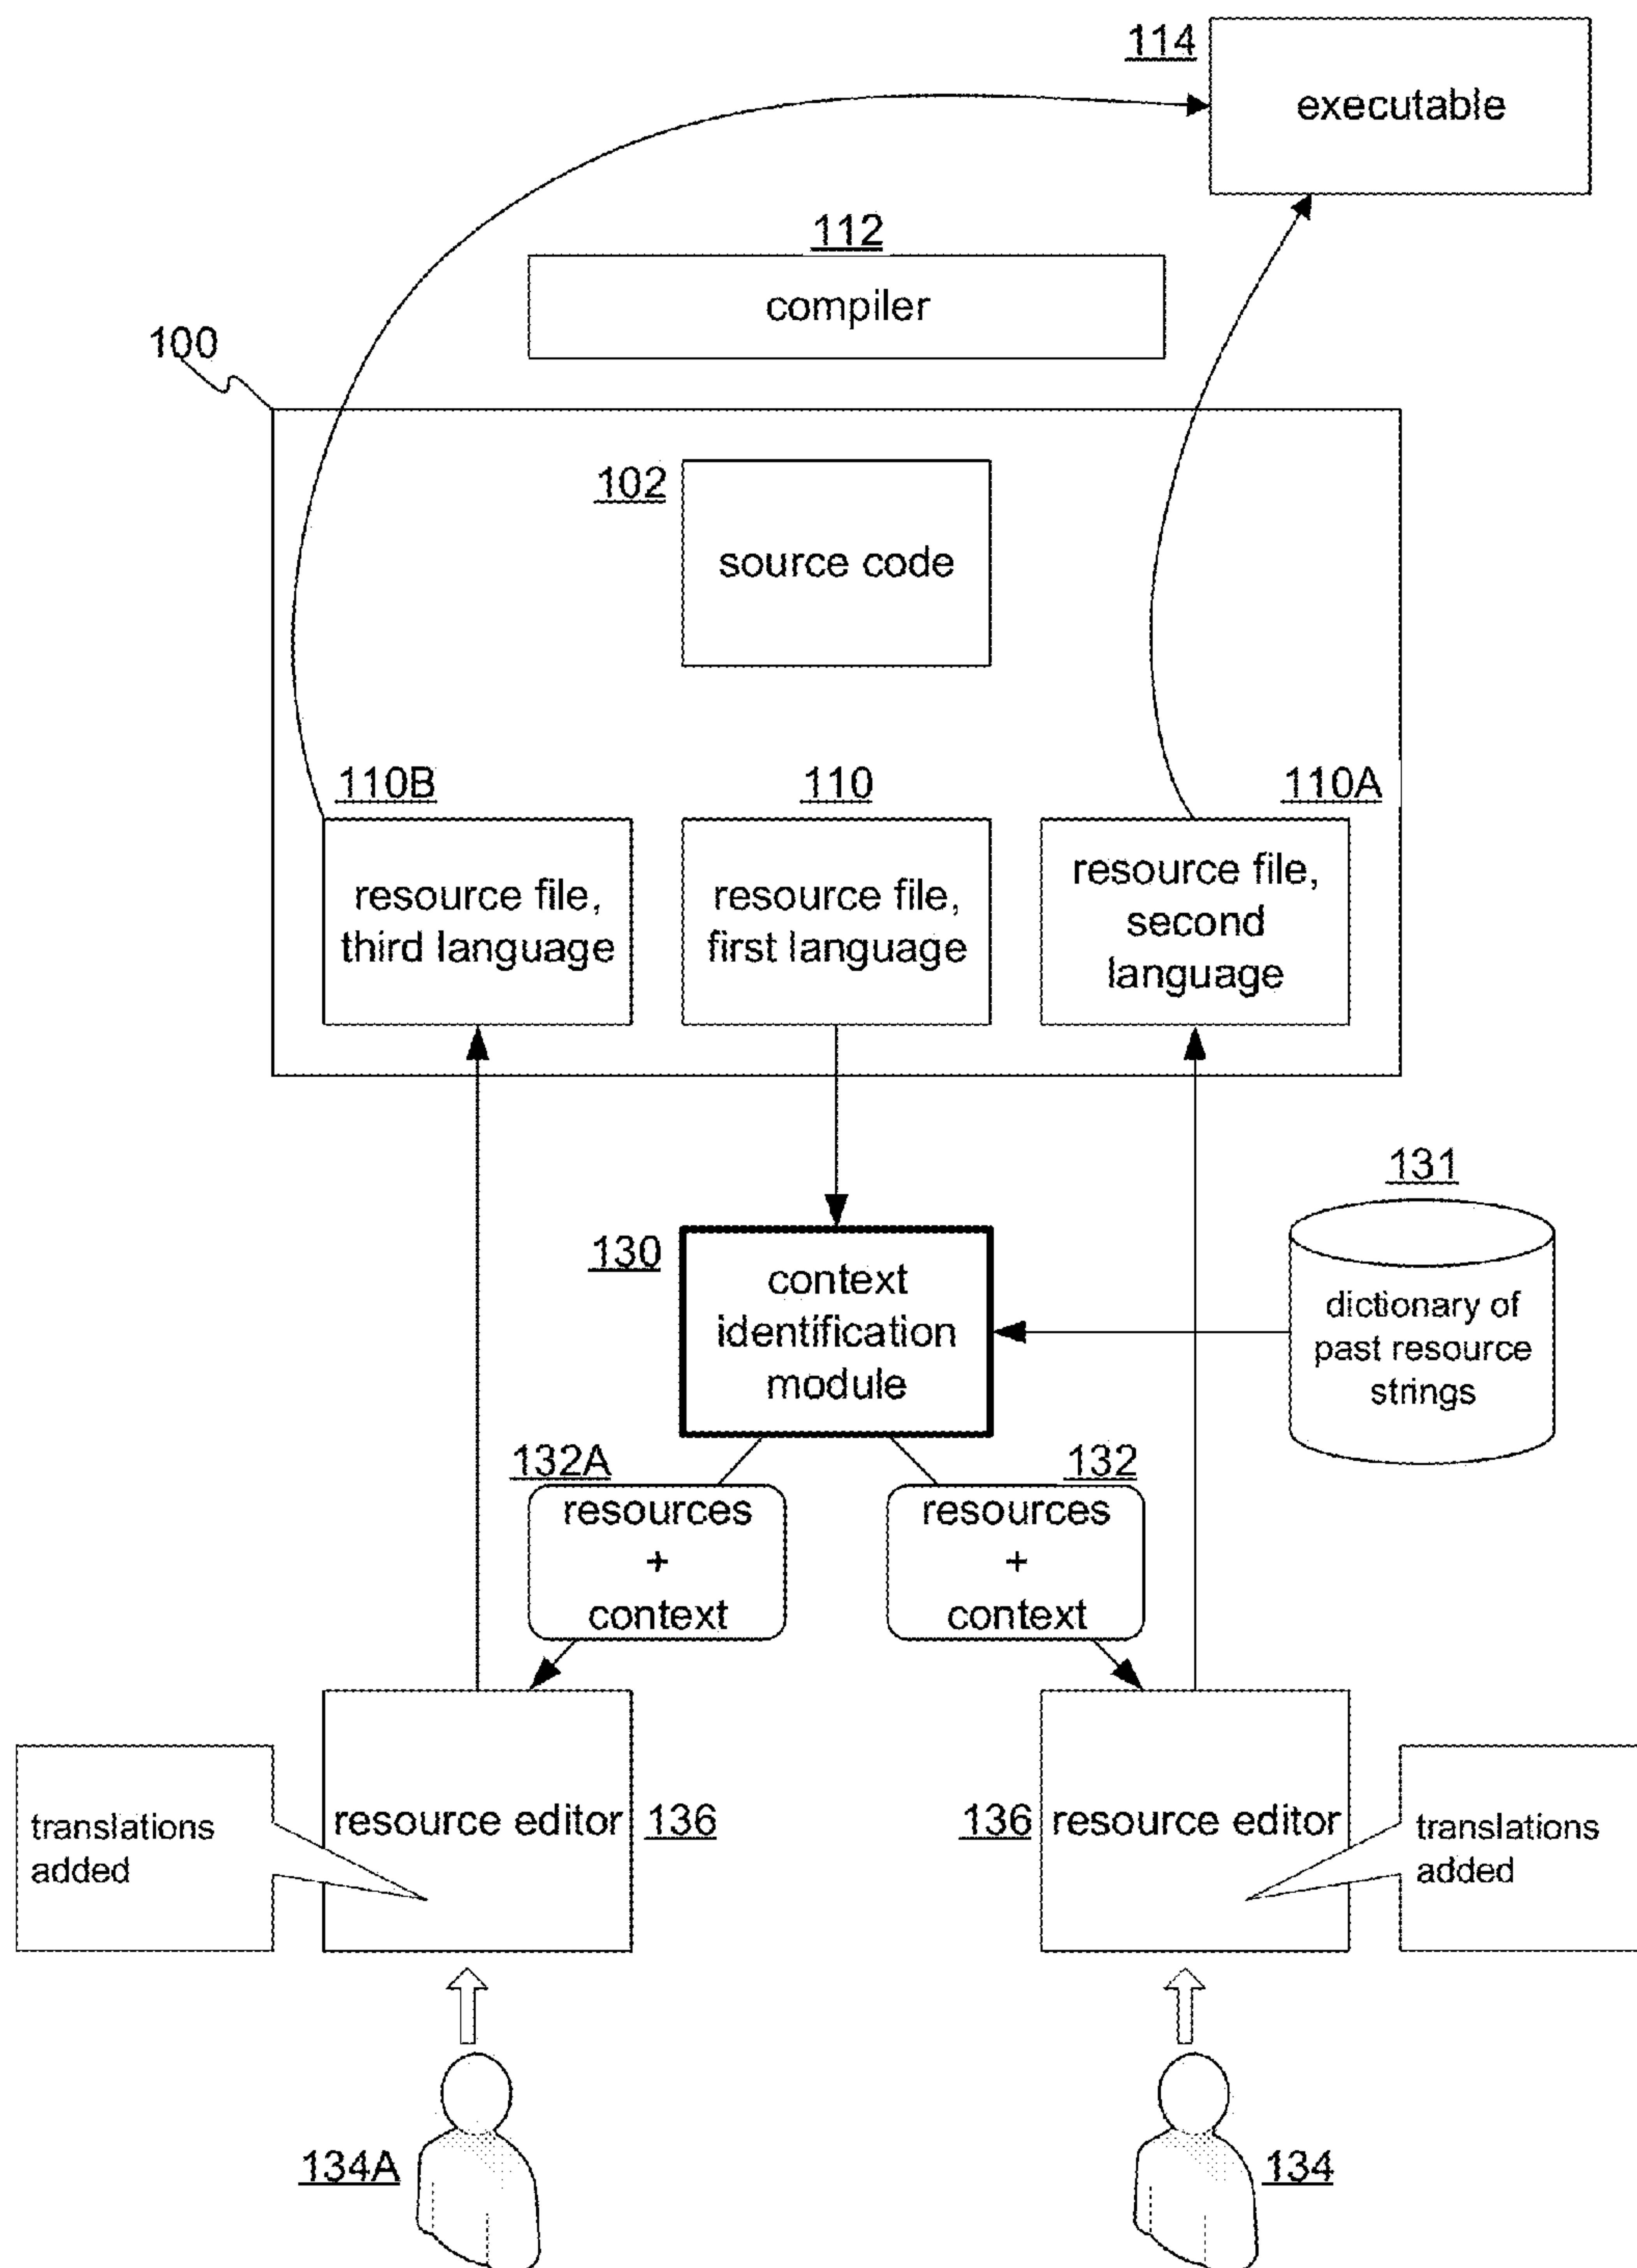 114
executable
112
compiler
100
102
source code
110B
110
110A
resource file,
third language
resource file,
first language
resource file,
second
language
131
130
context
identification
module
dictionary of
past resource
strings
132A
132
resources
+
context
resources
+
context
translations
added
resource editor
136
136
resource editor
translations
added
134A
134